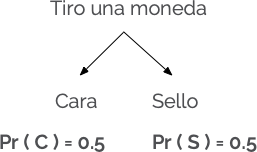 Tiro una moneda
Cara Sello
Pr ( C ) = 0.5 Pr ( S ) = 0.5